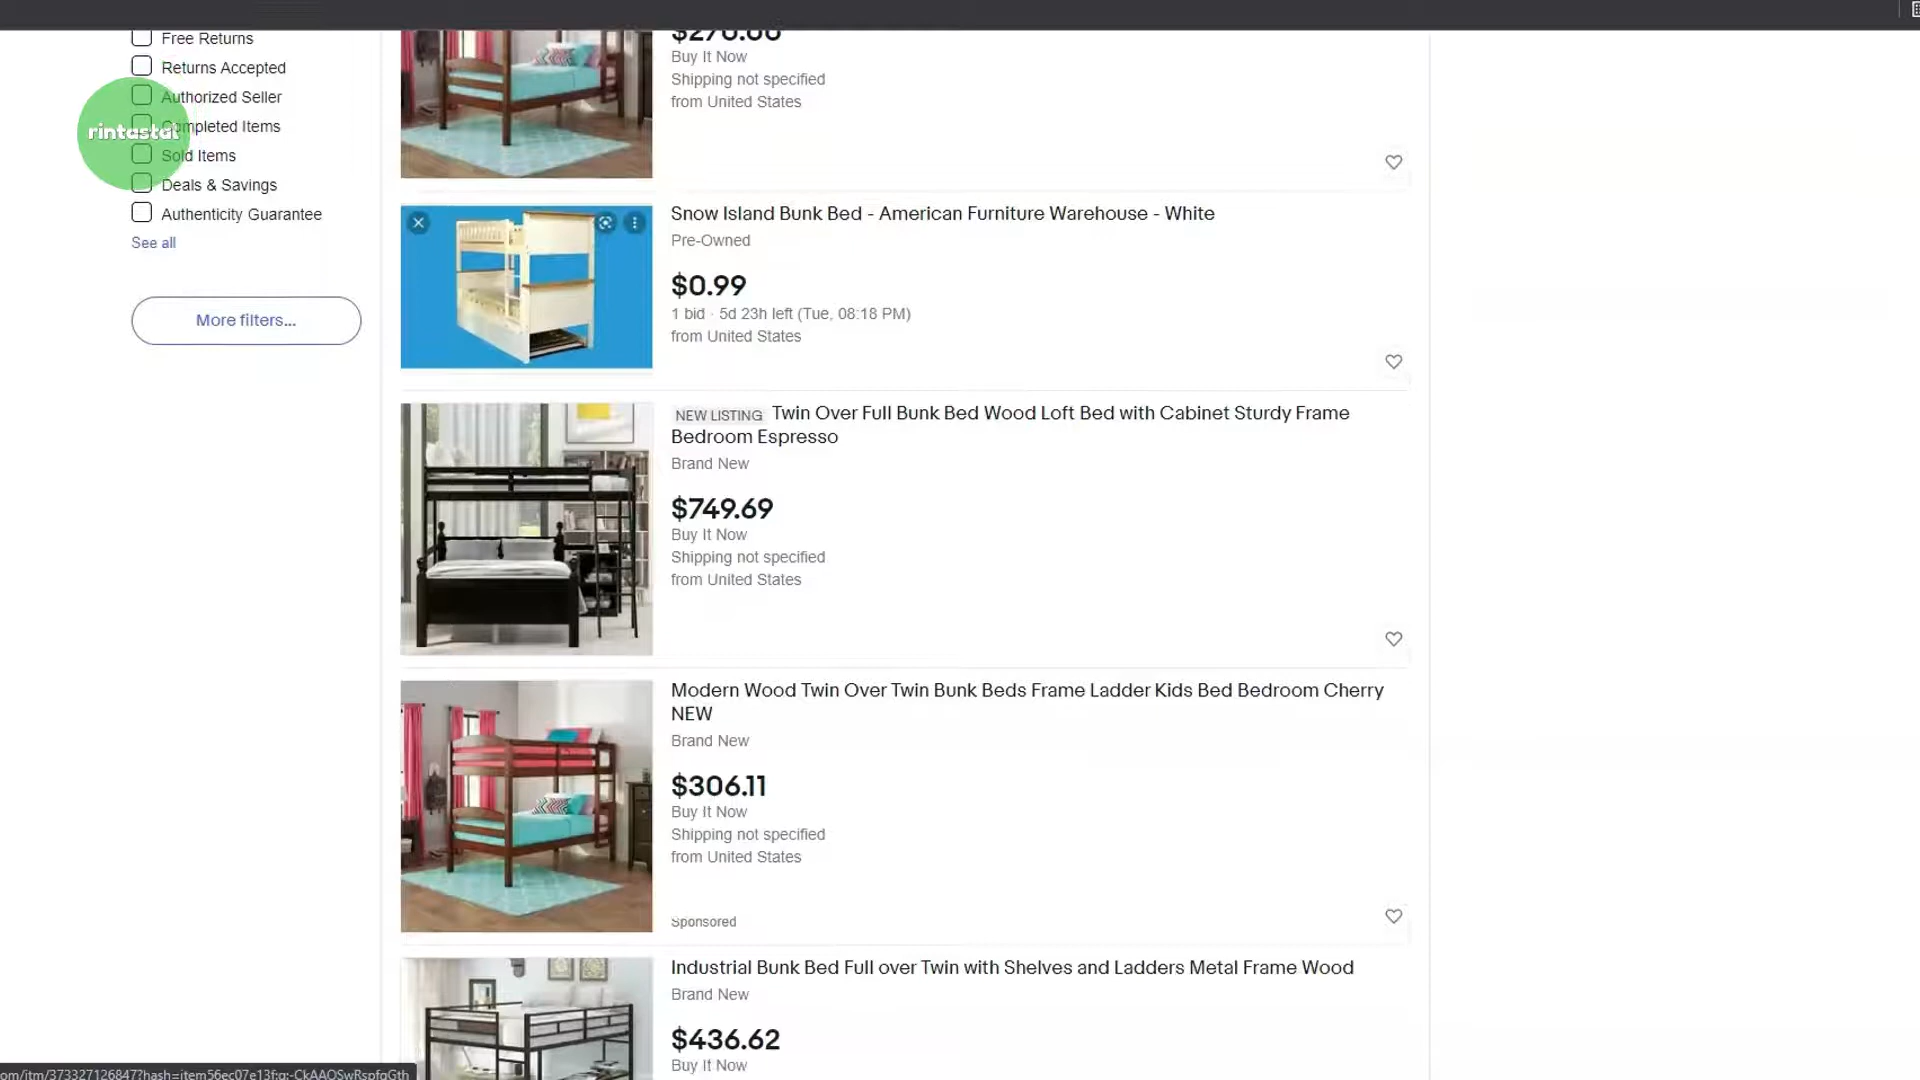 Free Returns
Returns Accepted
Authorized Seller
Completed Items
Sold Items
Deals & Savings
Authenticity Guarantee
See all
More filters...
rintastai
Buy It Now
Shipping not specified
from United States
Snow Island Bunk Bed - American Furniture Warehouse - White
Pre-Owned
$0.99
1 bid · 5d 23h left (Tue, 08:18 PM)
from United States
NEW LISTING Twin Over Full Bunk Bed Wood Loft Bed with Cabinet Sturdy Frame
Bedroom Espresso
Brand New
$749.69
Buy It Now
Shipping not specified
from United States
Modern Wood Twin Over Twin Bunk Beds Frame Ladder Kids Bed Bedroom Cherry
NEW
Brand New
$306.11
Buy It Now
Shipping not specified
from United States
Sponsored
Industrial Bunk Bed Full over Twin with Shelves and Ladders Metal Frame Wood
Brand New
$436.62
Buy It Now